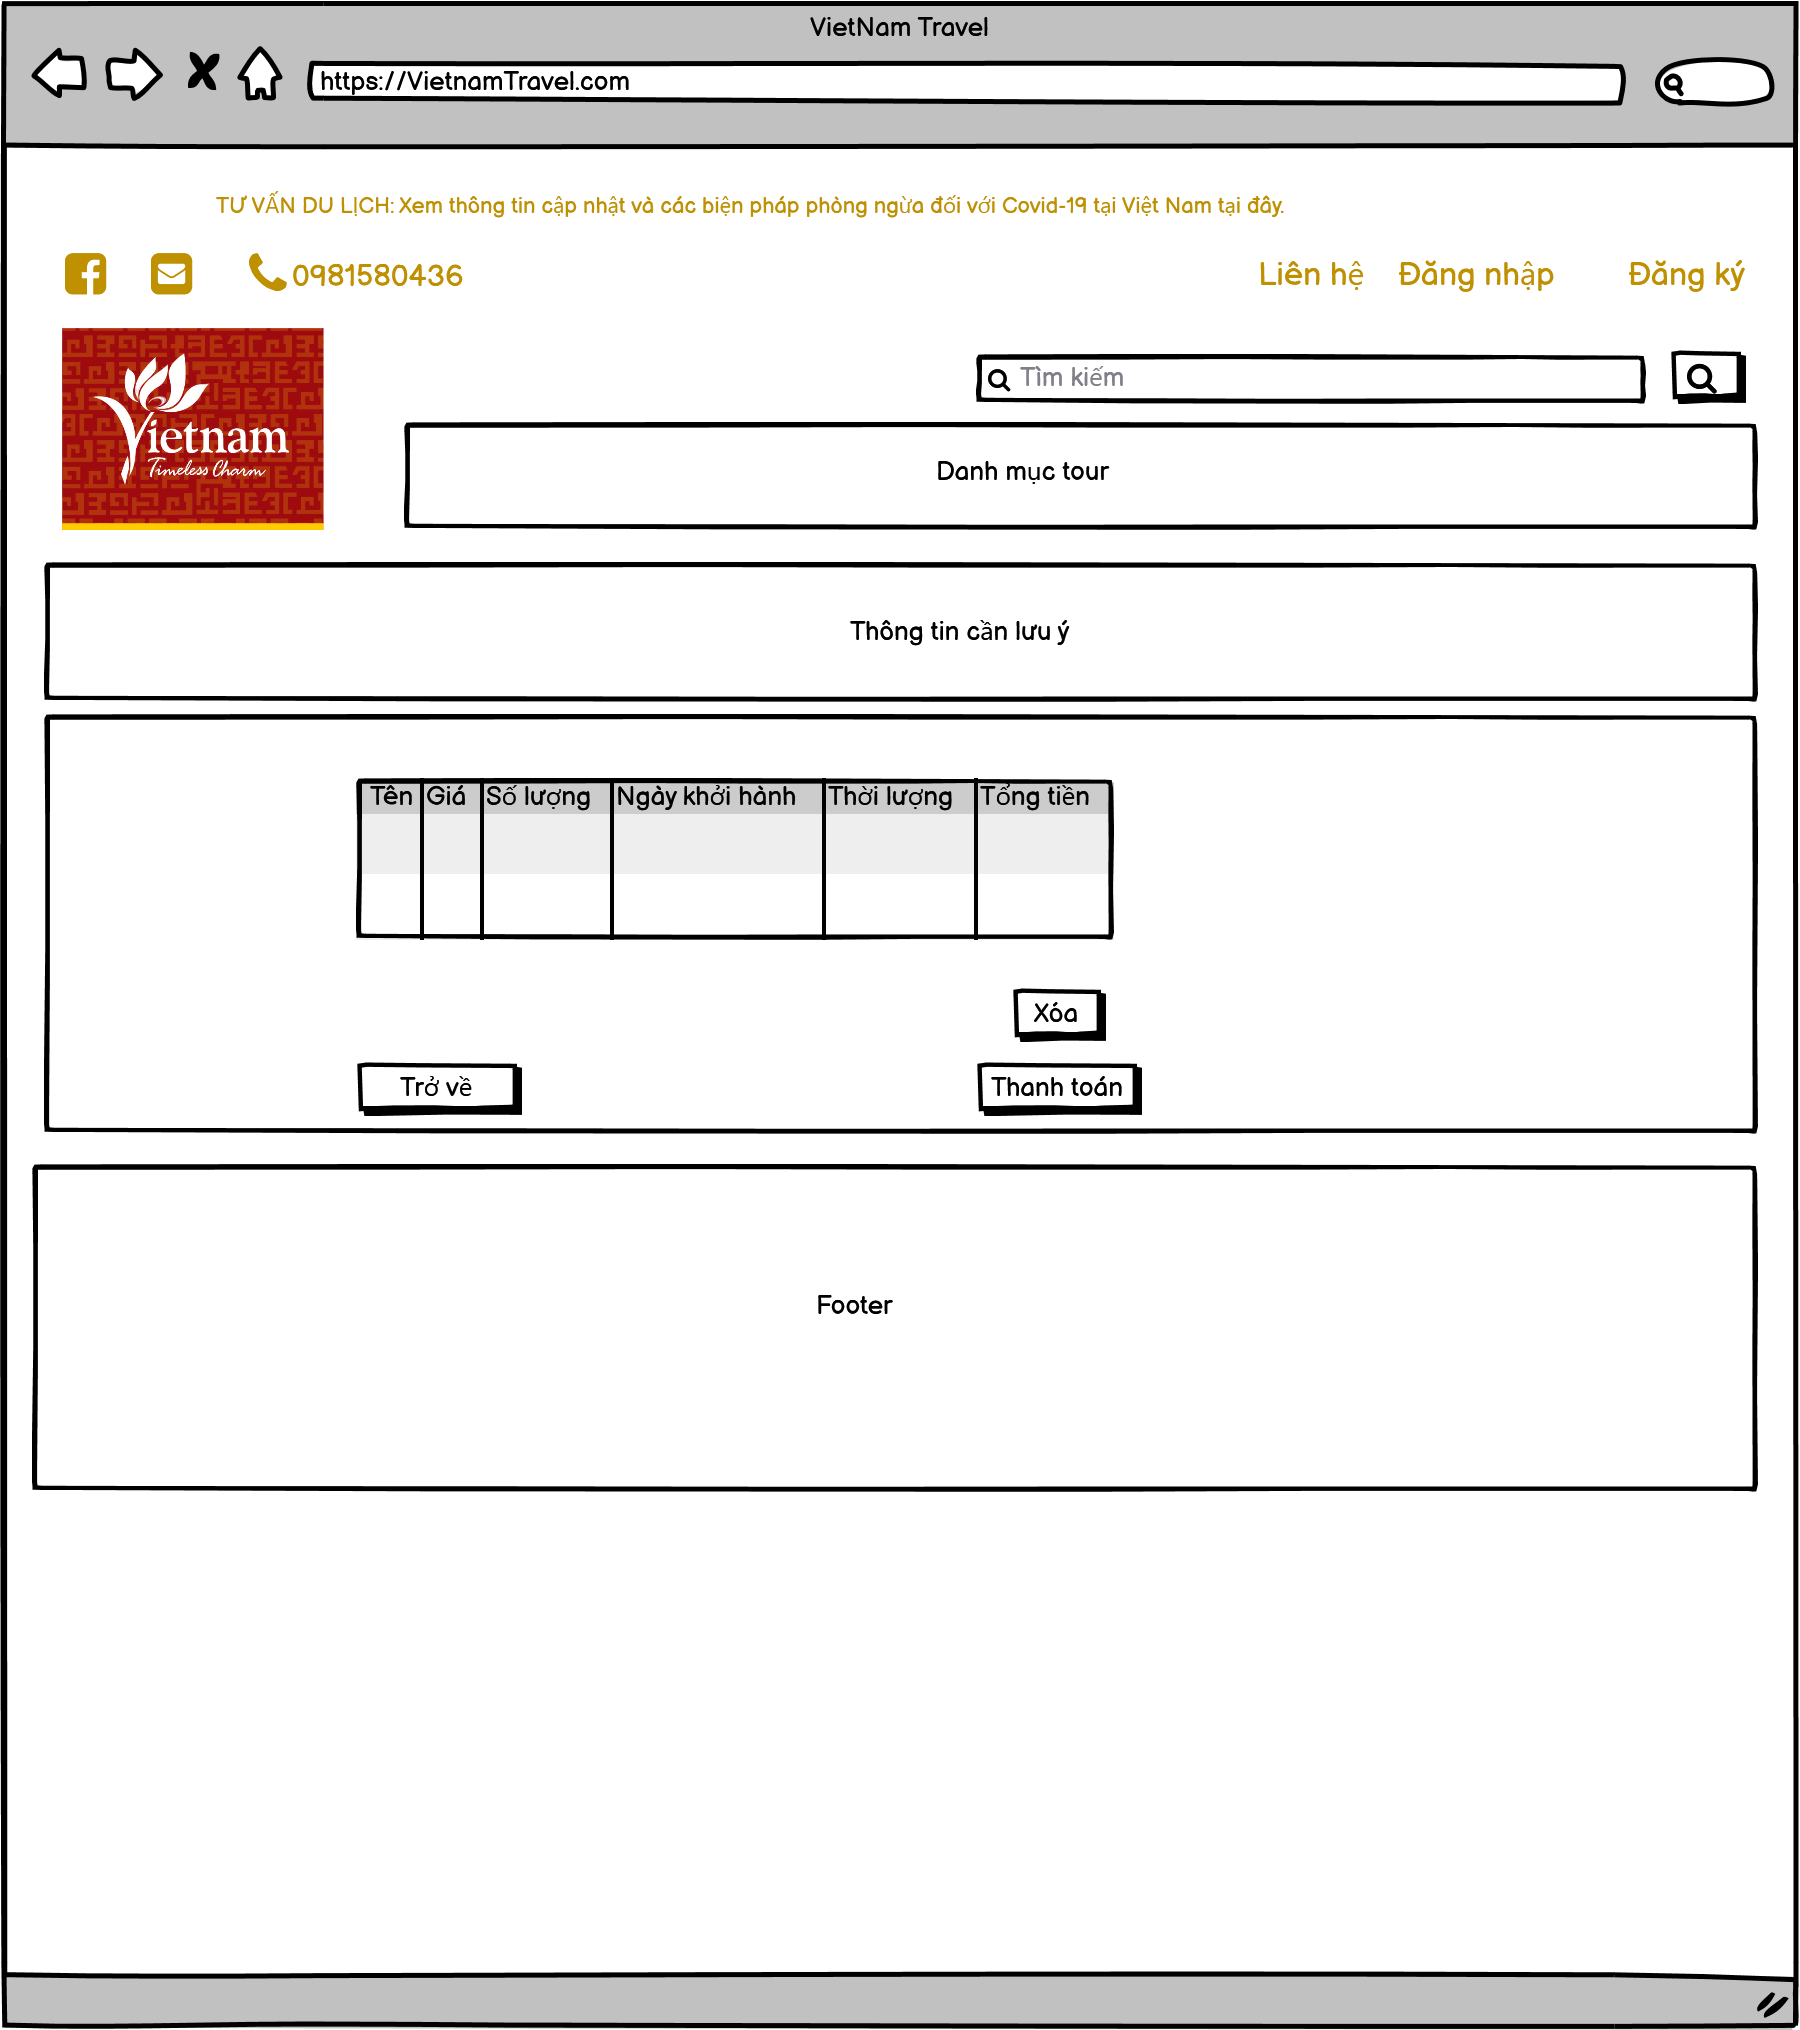 VietNam Travel
https://VietnamTravel.com
TƯ VẤN DU LỊCH: Xem thông tin cập nhật và các biện pháp phòng ngừa đối với Covid-19 tại Việt Nam tại đây.
0981580436 Liên hệ Đăng nhập Đăng ký
Vietnam
Timeless Charm
Tìm kiếm
Danh mục tour
Thông tin cần lưu ý
Tên Giá Số lượng Ngày khởi hành Thời lượng Tổng tiền
Xóa
Trở về Thanh toán
Footer